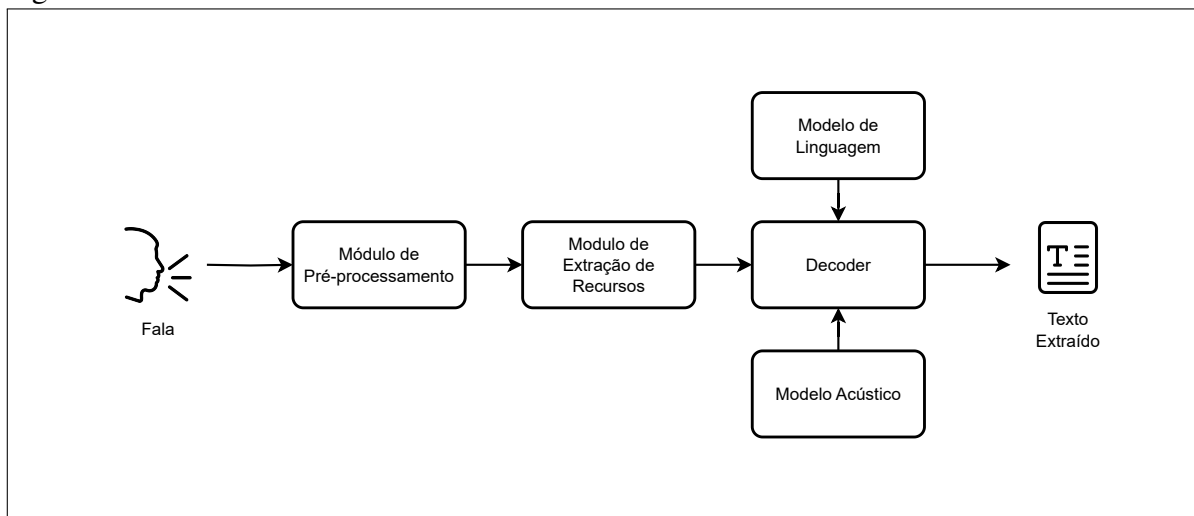 Modelo de
Linguagem
Módulo de
Pré-processamento
Modulo de
Extração de
Recursos
Decoder
T
Fala
Texto
Extraído
Modelo Acústico